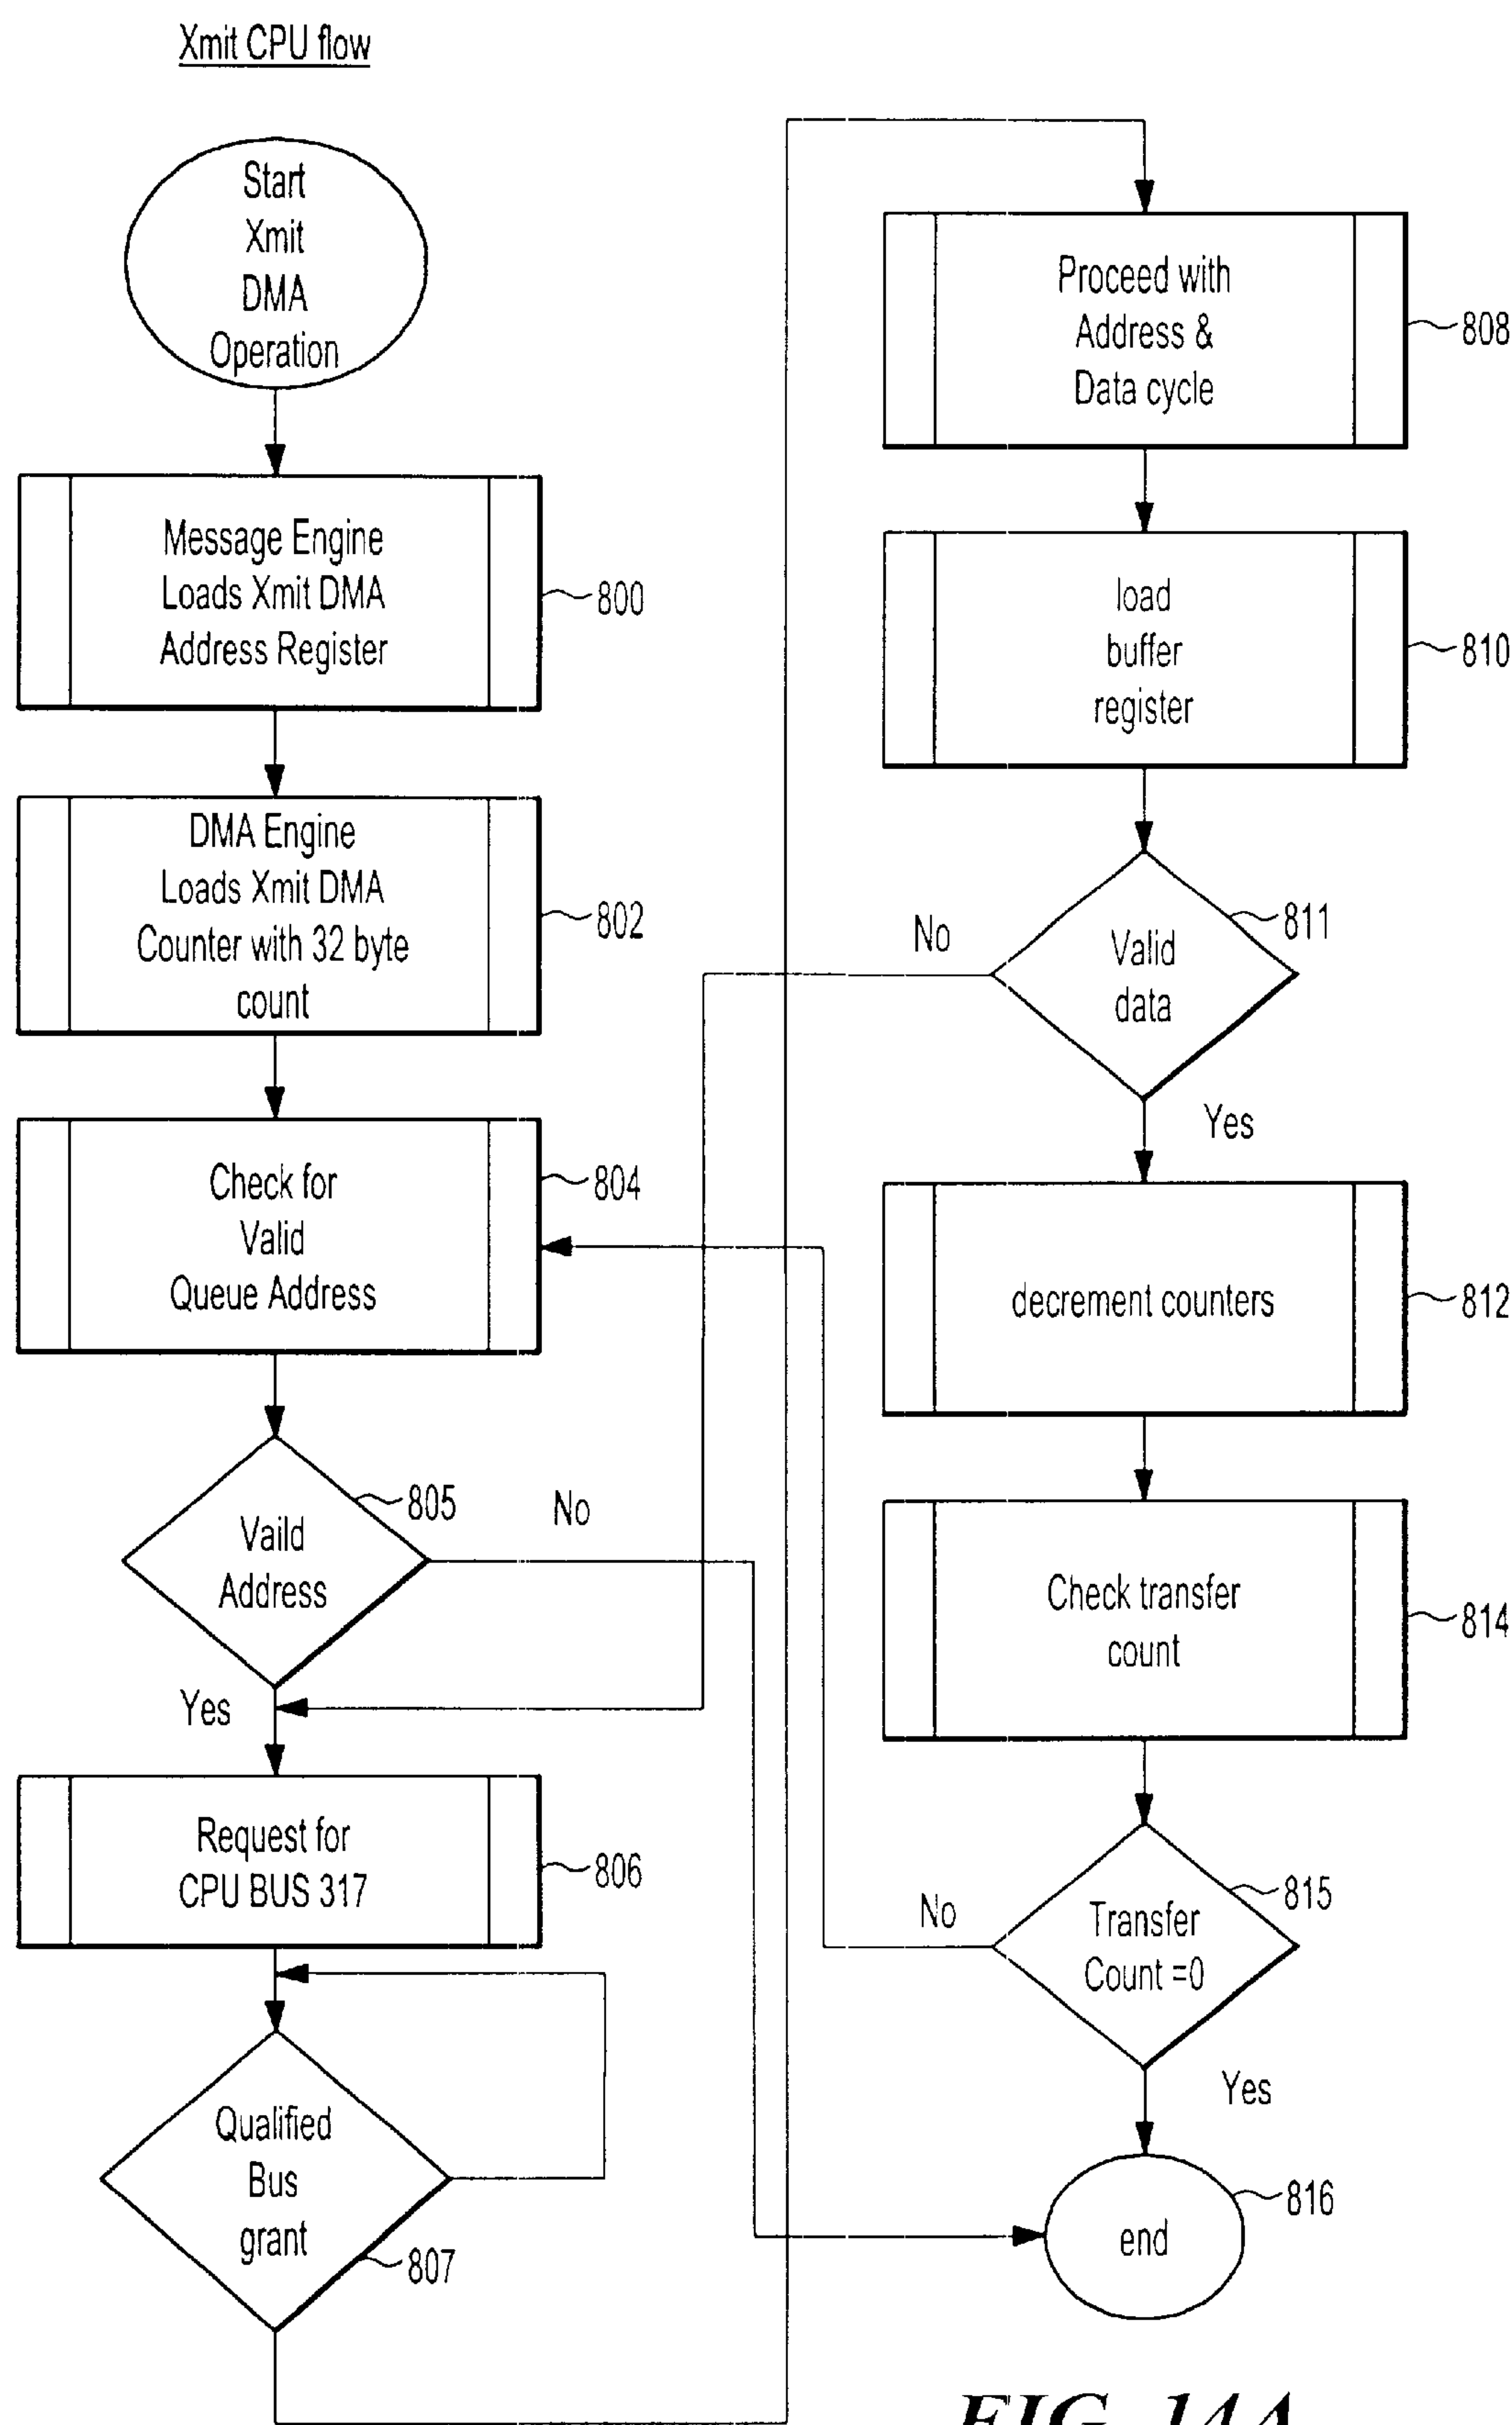 Xmit CPU flow
Start
Xmit
DMA
Operation
Message Engine
Loads Xmit DMA
Address Register
800
DMA Engine
Loads Xmit DMA
Counter with 32 byte
count
802
Check for
Valid
Queue Address
804
Vaild
Address
805
No
Yes
Request for
CPU BUS 317
806
Qualified
Bus
grant
807
Proceed with
Address &
Data cycle
808
load
buffer
register
810
Valid
data
811
No
Yes
decrement counters
812
Check transfer
count
814
Transfer
Count =0
815
No
Yes
end
816
FIG. 14A